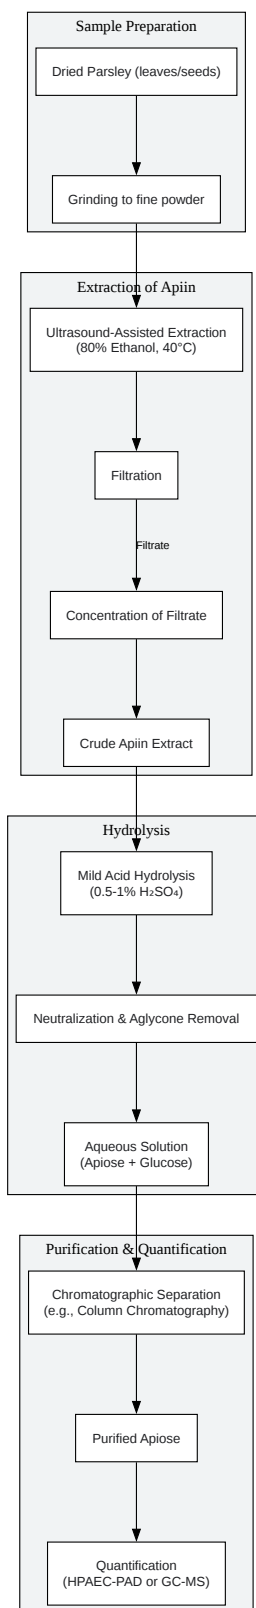 Sample Preparation
Dried Parsley (leaves/seeds)
Grinding to fine powder
Extraction of Apiin
Ultrasound-Assisted Extraction
(80% Ethanol, 40°C)
Filtration
Filtrate
Concentration of Filtrate
Crude Apiin Extract
Hydrolysis
Mild Acid Hydrolysis
(0.5-1% H₂SO₄)
Neutralization & Aglycone Removal
Aqueous Solution
(Apiose + Glucose)
Purification & Quantification
Chromatographic Separation
(e.g., Column Chromatography)
Purified Apiose
Quantification
(HPAEC-PAD or GC-MS)